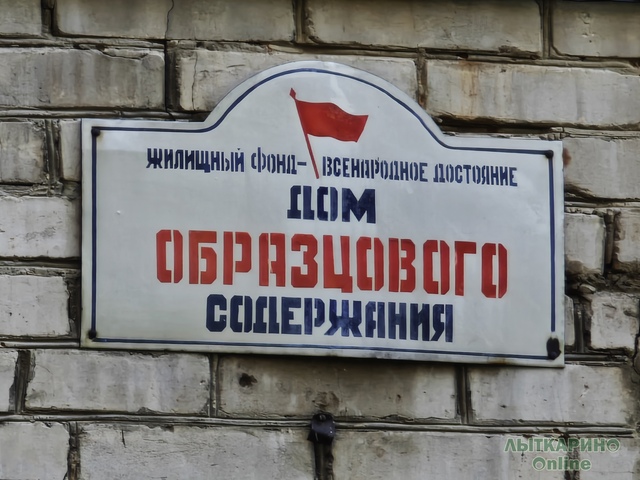 ЖИЛИЩНЫЙ ФОНД- ВСЕНАРОДНОЕ ДОСТОЯНИЕ
ДОМ
ОБРАЗЦОВОГО
СОДЕРЖАНИЯ
ЛЫТКАРИНО
Online